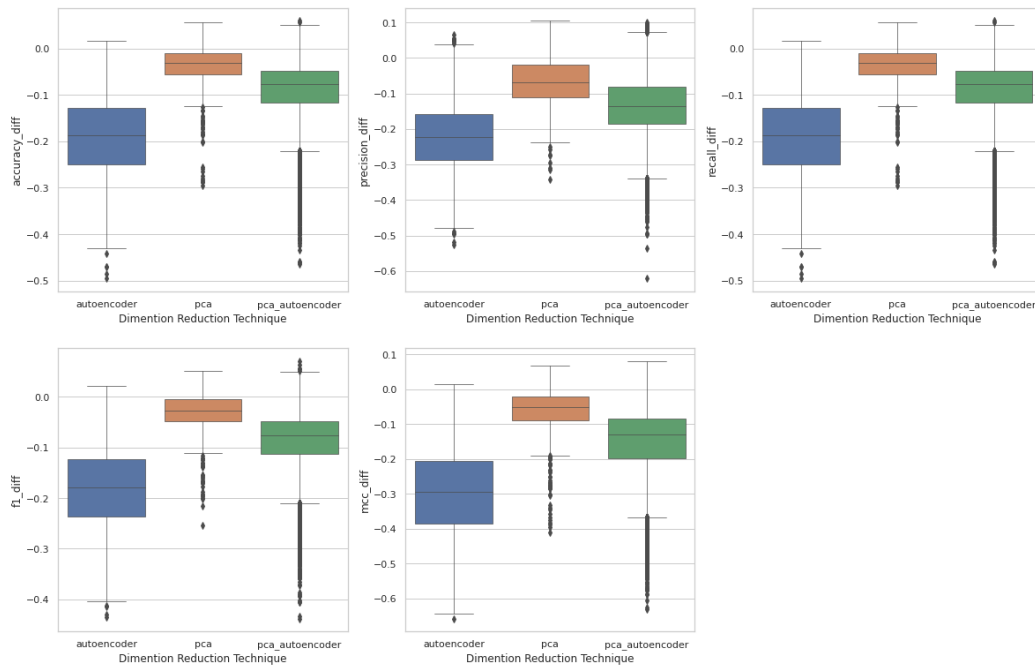 0.0
−0.1
−0.2
−0.3
−0.4
−0.5
accuracy_diff
autoencoder pca pca_autoencoder
Dimention Reduction Technique
0.1
0.0
−0.1
−0.2
−0.3
−0.4
−0.5
−0.6
precision_diff
autoencoder pca pca_autoencoder
Dimention Reduction Technique
0.0
−0.1
−0.2
−0.3
−0.4
−0.5
recall_diff
autoencoder pca pca_autoencoder
Dimention Reduction Technique
0.0
−0.1
−0.2
−0.3
−0.4
f1_diff
autoencoder pca pca_autoencoder
Dimention Reduction Technique
0.1
0.0
−0.1
−0.2
−0.3
−0.4
−0.5
−0.6
mcc_diff
autoencoder pca pca_autoencoder
Dimention Reduction Technique